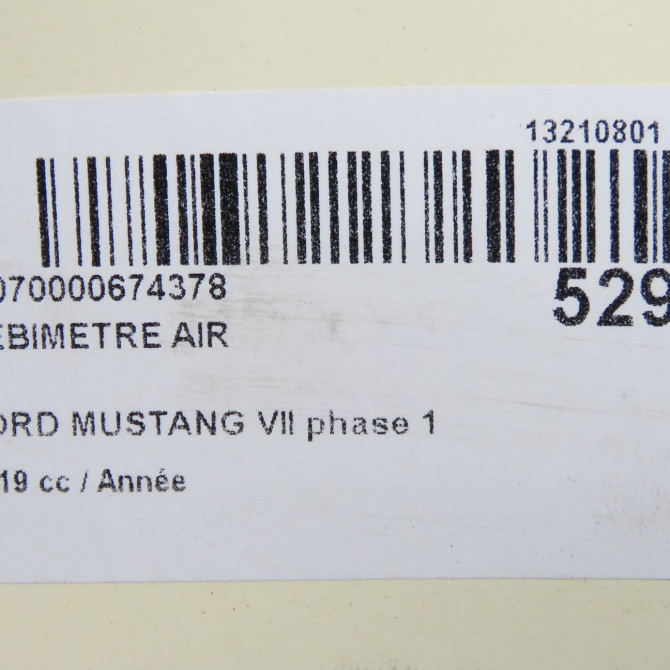 13210801
070000674378
529
EBIMETRE AIR
ORD MUSTANG VII phase 1
19 cc / Année